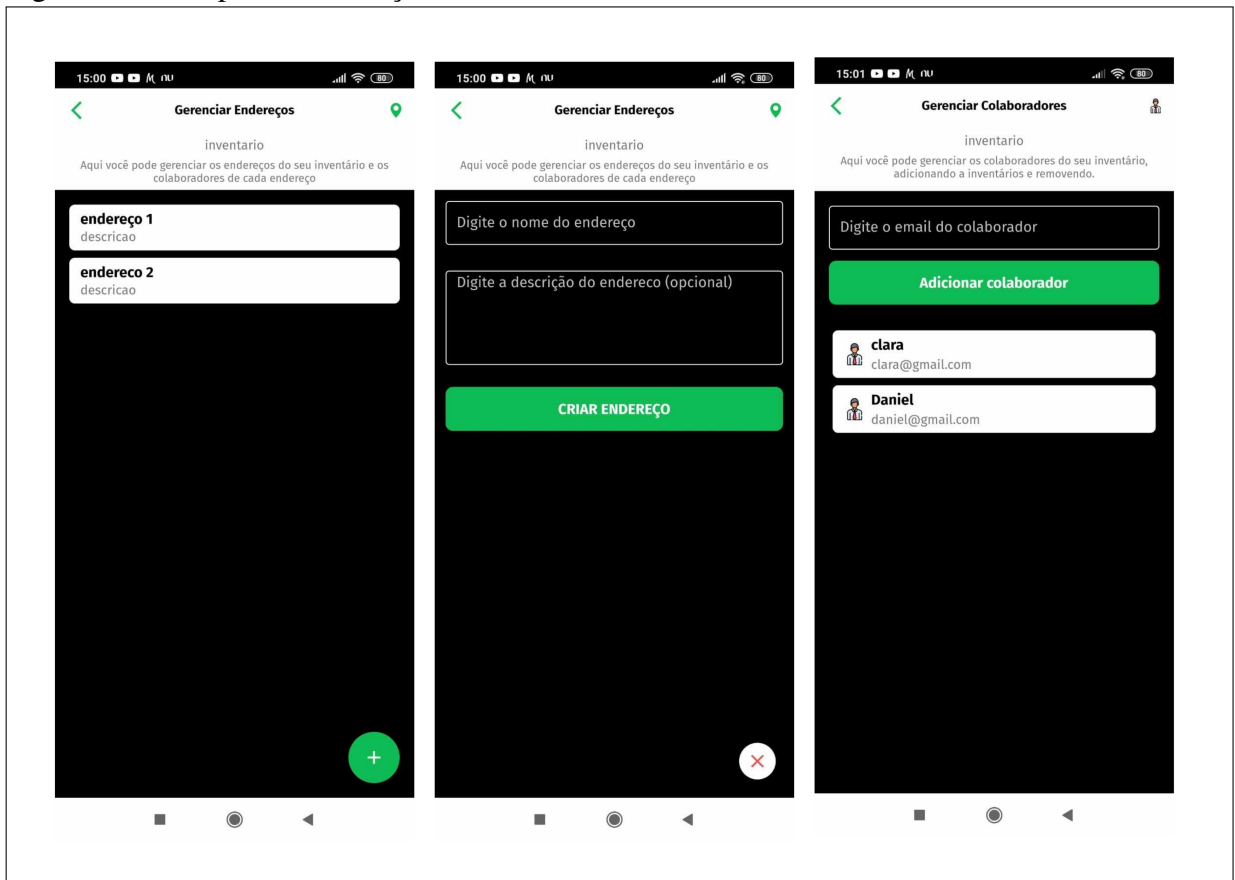 15:00
80
Gerenciar Endereços
inventario
Aqui você pode gerenciar os endereços do seu inventário e os
colaboradores de cada endereço
endereço 1
descricao
endereco 2
descricao
+
15:00
80
Gerenciar Endereços
inventario
Aqui você pode gerenciar os endereços do seu inventário e os
colaboradores de cada endereço
Digite o nome do endereço
Digite a descrição do endereco (opcional)
CRIAR ENDEREÇO
15:01
80
Gerenciar Colaboradores
inventario
Aqui você pode gerenciar os colaboradores do seu inventário,
adicionando a inventários e removendo.
Digite o email do colaborador
Adicionar colaborador
clara
clara@gmail.com
Daniel
daniel@gmail.com